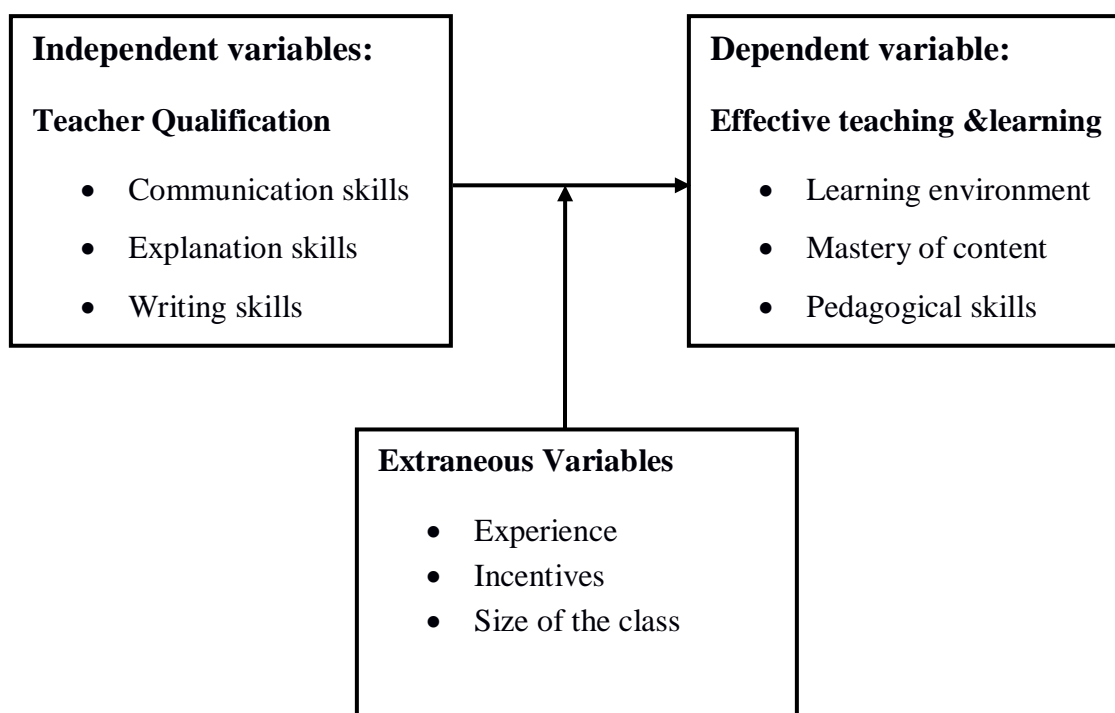 Independent variables:
Teacher Qualification
• Communication skills
• Explanation skills
• Writing skills
Dependent variable:
Effective teaching &learning
• Learning environment
• Mastery of content
• Pedagogical skills
Extraneous Variables
• Experience
• Incentives
• Size of the class